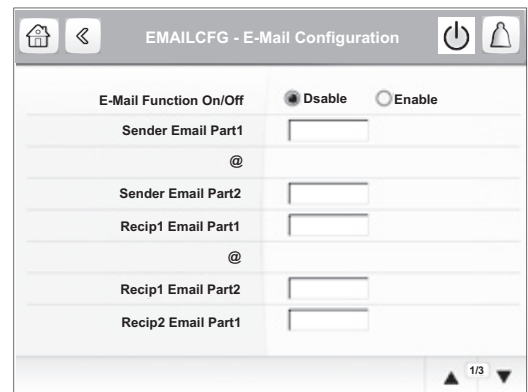 EMAILCFG - E-Mail Configuration
E-Mail Function On/Off Dsable Enable
Sender Email Part1
@
Sender Email Part2
Recip1 Email Part1
@
Recip1 Email Part2
Recip2 Email Part1
1/3